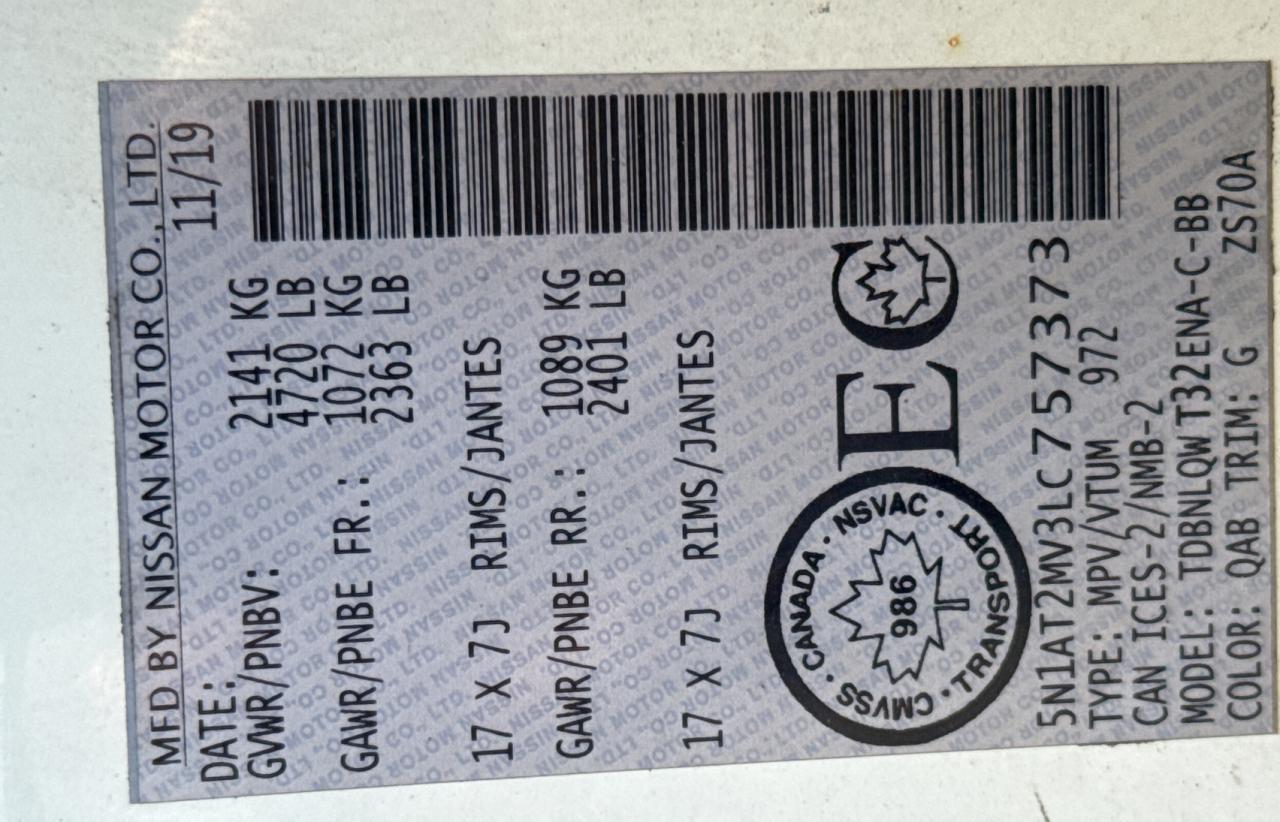 MFD BY NISSAN MOTOR CO., LTD.
DATE: 11/19
GVWR/PNBV: 2141 KG
4720 LB
GAWR/PNBE FR.: 1072 KG
2363 LB
17 X 7J RIMS/JANTES
GAWR/PNBE RR.: 1089 KG
2401 LB
17 X 7J RIMS/JANTES
CANADA · NSVAC · TRANSPORT · CMVSS ·
986
EC
5N1AT2MV3LC757373
TYPE: MPV/VTUM 972
CAN ICES-2/NMB-2
MODEL: TDBNLQWT32ENA-C-BB
COLOR: QAB TRIM: G ZS70A